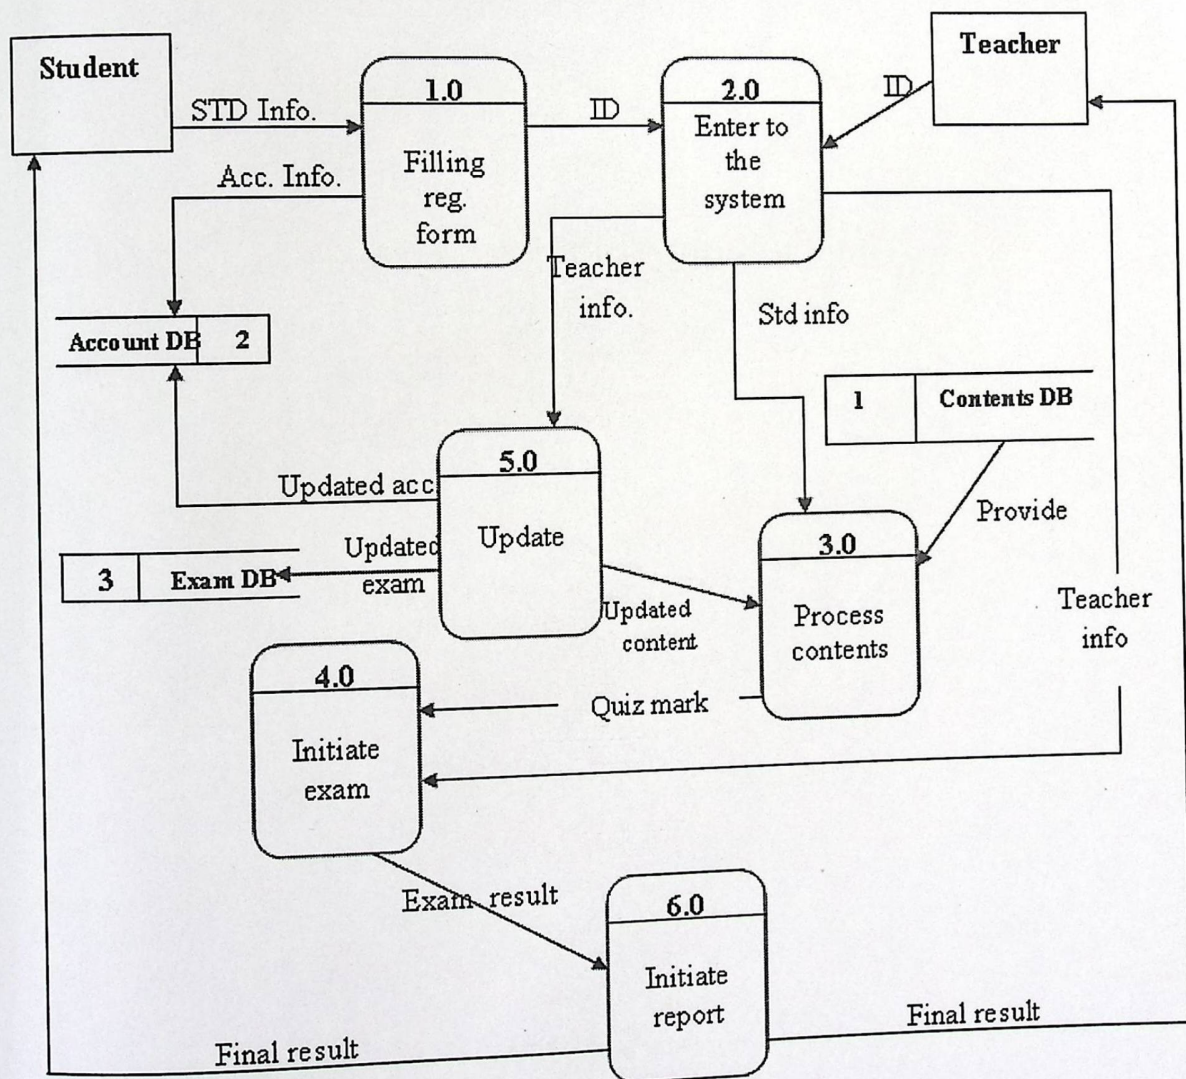 Student
STD Info.
1.0
Filling
reg.
form
ID
2.0
Enter to
the
system
ID
Teacher
Acc. Info.
Teacher
info.
Std info
Account DB 2
1 Contents DB
Provide
5.0
Update
Updated acc
Updated
exam
3 Exam DB
Updated
content
3.0
Process
contents
Teacher
info
4.0
Initiate
exam
Quiz mark
Exam result
6.0
Initiate
report
Final result
Final result